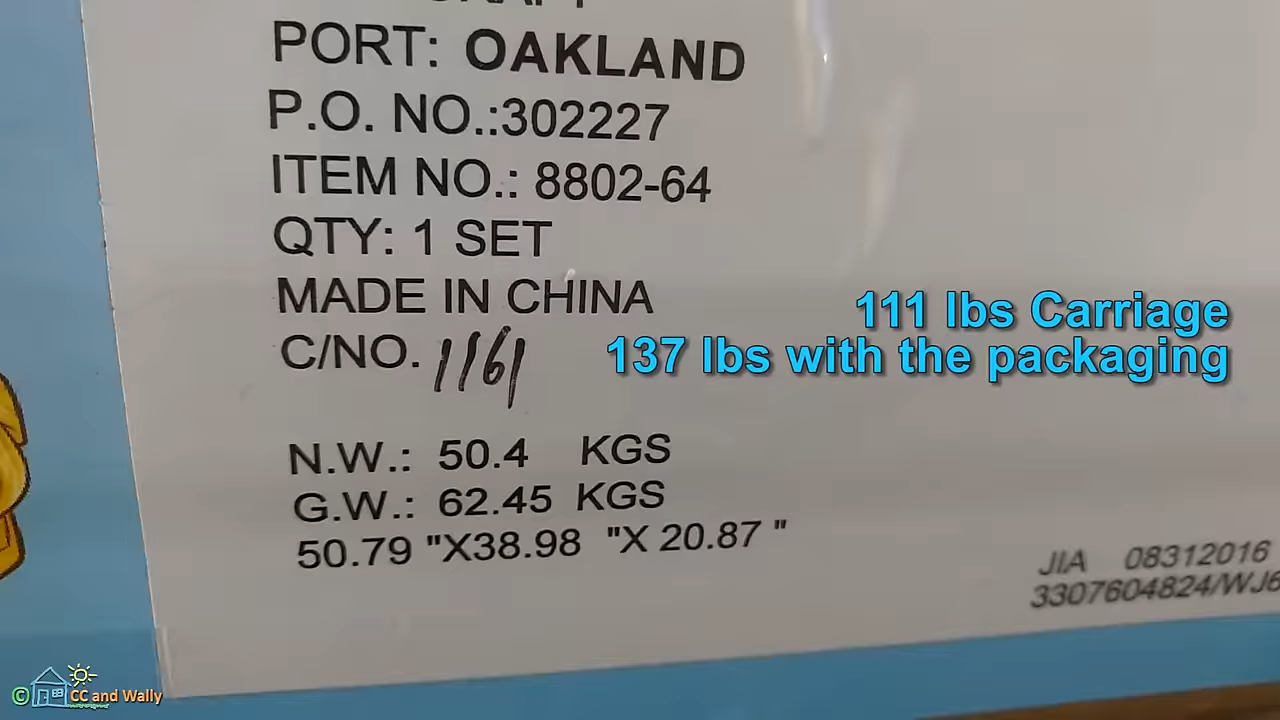 PORT: OAKLAND
P.O. NO.:302227
ITEM NO.: 8802-64
QTY: 1 SET
MADE IN CHINA
C/NO. 1161
111 lbs Carriage
137 lbs with the packaging
N.W.: 50.4 KGS
G.W.: 62.45 KGS
50.79 "X38.98 "X 20.87 "
JIA 08312016
3307604824/WJ6
© CC and Wally